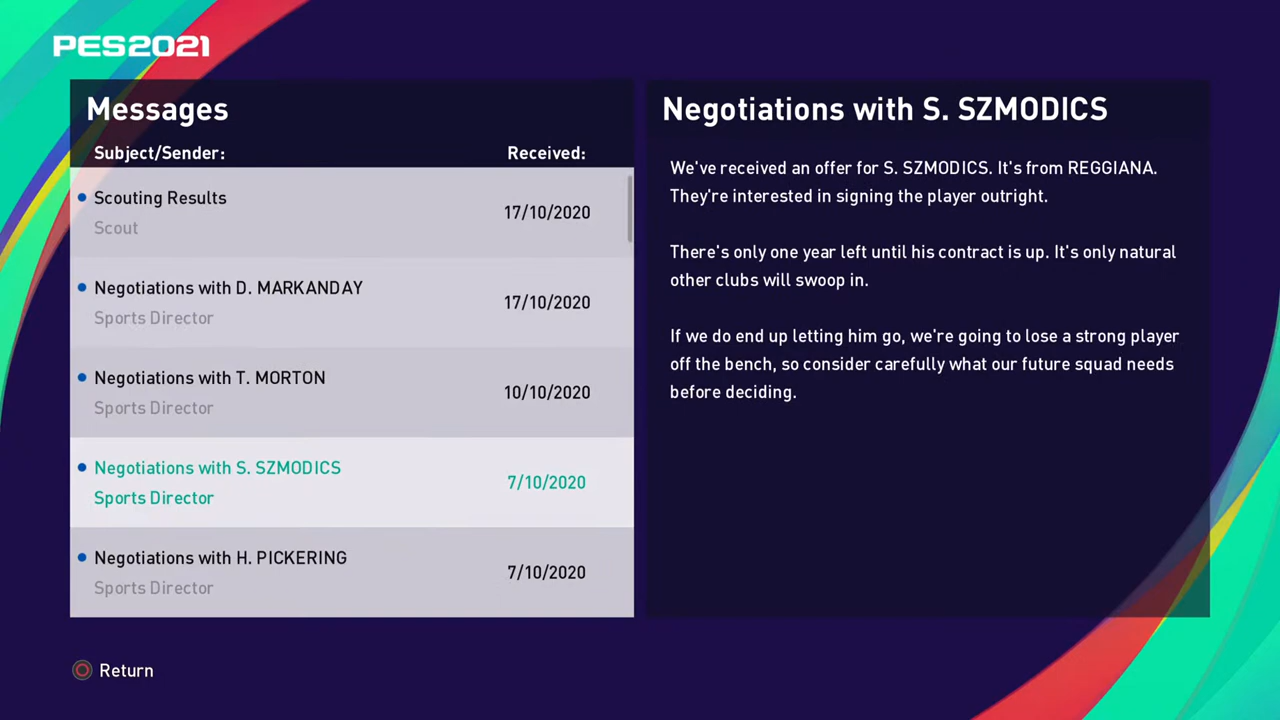 PES2021
Messages
Subject/Sender:
Received:
Scouting Results
Scout
17/10/2020
Negotiations with D. MARKANDAY
Sports Director
17/10/2020
Negotiations with T. MORTON
Sports Director
10/10/2020
Negotiations with S. SZMODICS
Sports Director
7/10/2020
Negotiations with H. PICKERING
Sports Director
7/10/2020
Negotiations with S. SZMODICS
We've received an offer for S. SZMODICS. It's from REGGIANA.
They're interested in signing the player outright.
There's only one year left until his contract is up. It's only natural
other clubs will swoop in.
If we do end up letting him go, we're going to lose a strong player
off the bench, so consider carefully what our future squad needs
before deciding.
Return